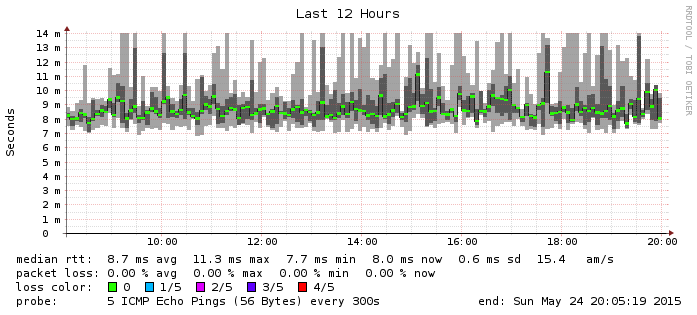 Last 12 Hours
RRDTOOL / TOBI OETIKER
Seconds
14 m
13 m
12 m
11 m
10 m
9 m
8 m
7 m
6 m
5 m
4 m
3 m
2 m
1 m
0
10:00 12:00 14:00 16:00 18:00 20:00
median rtt: 8.7 ms avg 11.3 ms max 7.7 ms min 8.0 ms now 0.6 ms sd 15.4 am/s
packet loss: 0.00 % avg 0.00 % max 0.00 % min 0.00 % now
loss color: 0 1/5 2/5 3/5 4/5
probe: 5 ICMP Echo Pings (56 Bytes) every 300s end: Sun May 24 20:05:19 2015